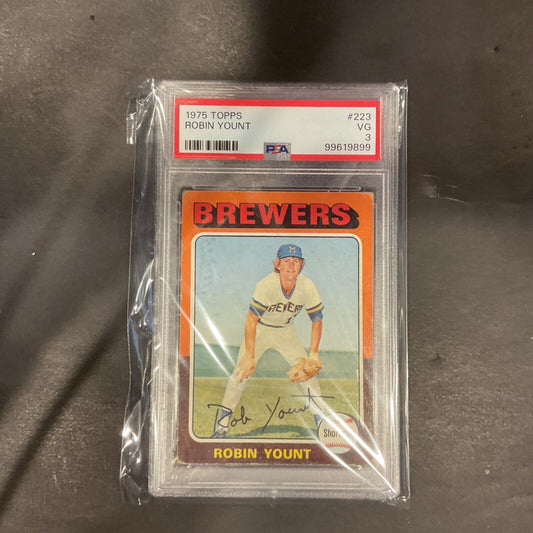 1975 TOPPS #223
ROBIN YOUNT VG
3
PSA 99619899
BREWERS
Rob Yount
ROBIN YOUNT